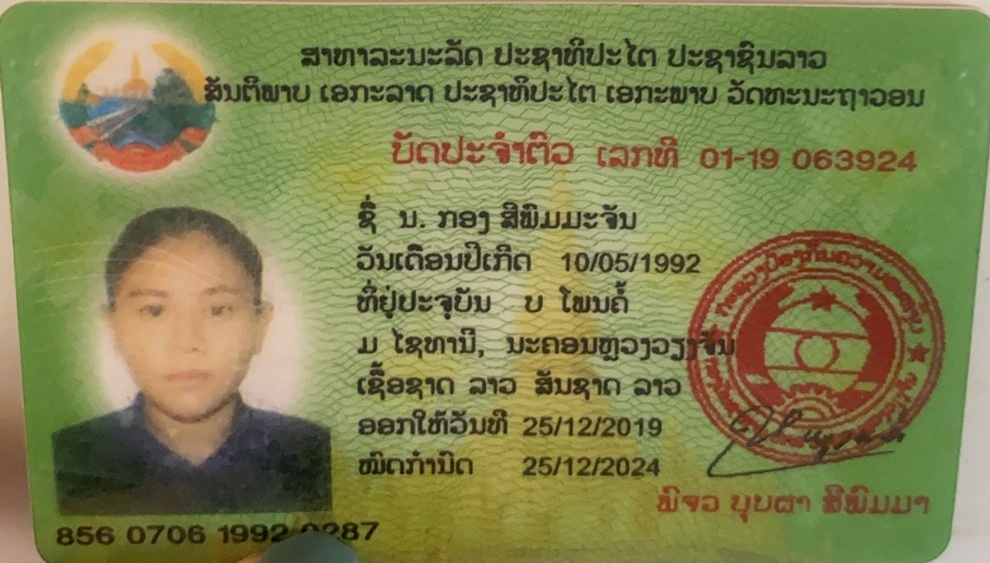 ສາທາລະນະລັດ ປະຊາທິປະໄຕ ປະຊາຊົນລາວ
ສັນຕິພາບ ເອກະລາດ ປະຊາທິປະໄຕ ເອກະພາບ ວັດທະນະຖາວອນ
ບັດປະຈໍາຕົວ ເລກທີ 01-19 063924
ຊື່ ນ. ກອງ ສີພົມມະຈັນ
ວັນເດືອນປີເກີດ 10/05/1992
ທີ່ຢູ່ປະຈຸບັນ ບ ໂພນຄໍ້
ມ ໄຊທານີ, ນະຄອນຫຼວງວຽງຈັນ
ເຊື້ອຊາດ ລາວ ສັນຊາດ ລາວ
ອອກໃຫ້ວັນທີ 25/12/2019
ໝົດກໍານົດ 25/12/2024
ພົຈວ ບຸບຜາ ສີພົມມາ
856 0706 1992